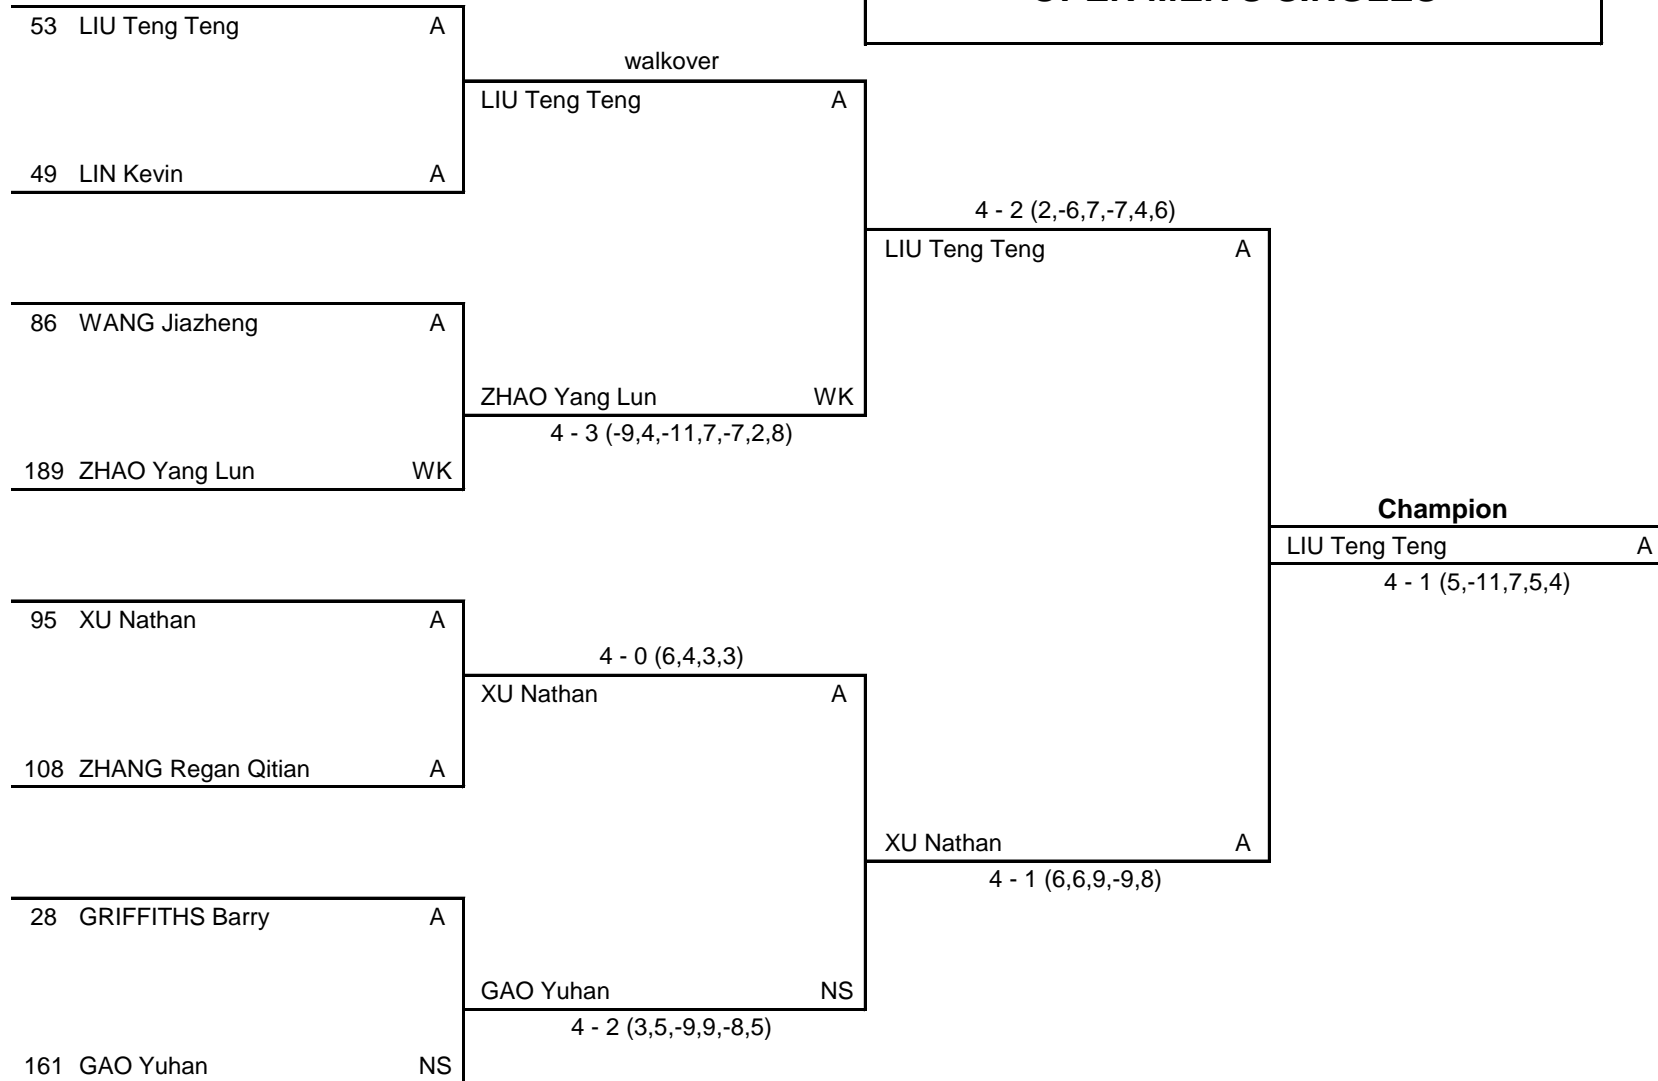 53 LIU Teng Teng A
walkover
LIU Teng Teng A
49 LIN Kevin A
4 - 2 (2,-6,7,-7,4,6)
LIU Teng Teng A
86 WANG Jiazheng A
ZHAO Yang Lun WK
4 - 3 (-9,4,-11,7,-7,2,8)
189 ZHAO Yang Lun WK
Champion
LIU Teng Teng A
4 - 1 (5,-11,7,5,4)
95 XU Nathan A
4 - 0 (6,4,3,3)
XU Nathan A
108 ZHANG Regan Qitian A
XU Nathan A
4 - 1 (6,6,9,-9,8)
28 GRIFFITHS Barry A
GAO Yuhan NS
4 - 2 (3,5,-9,9,-8,5)
161 GAO Yuhan NS